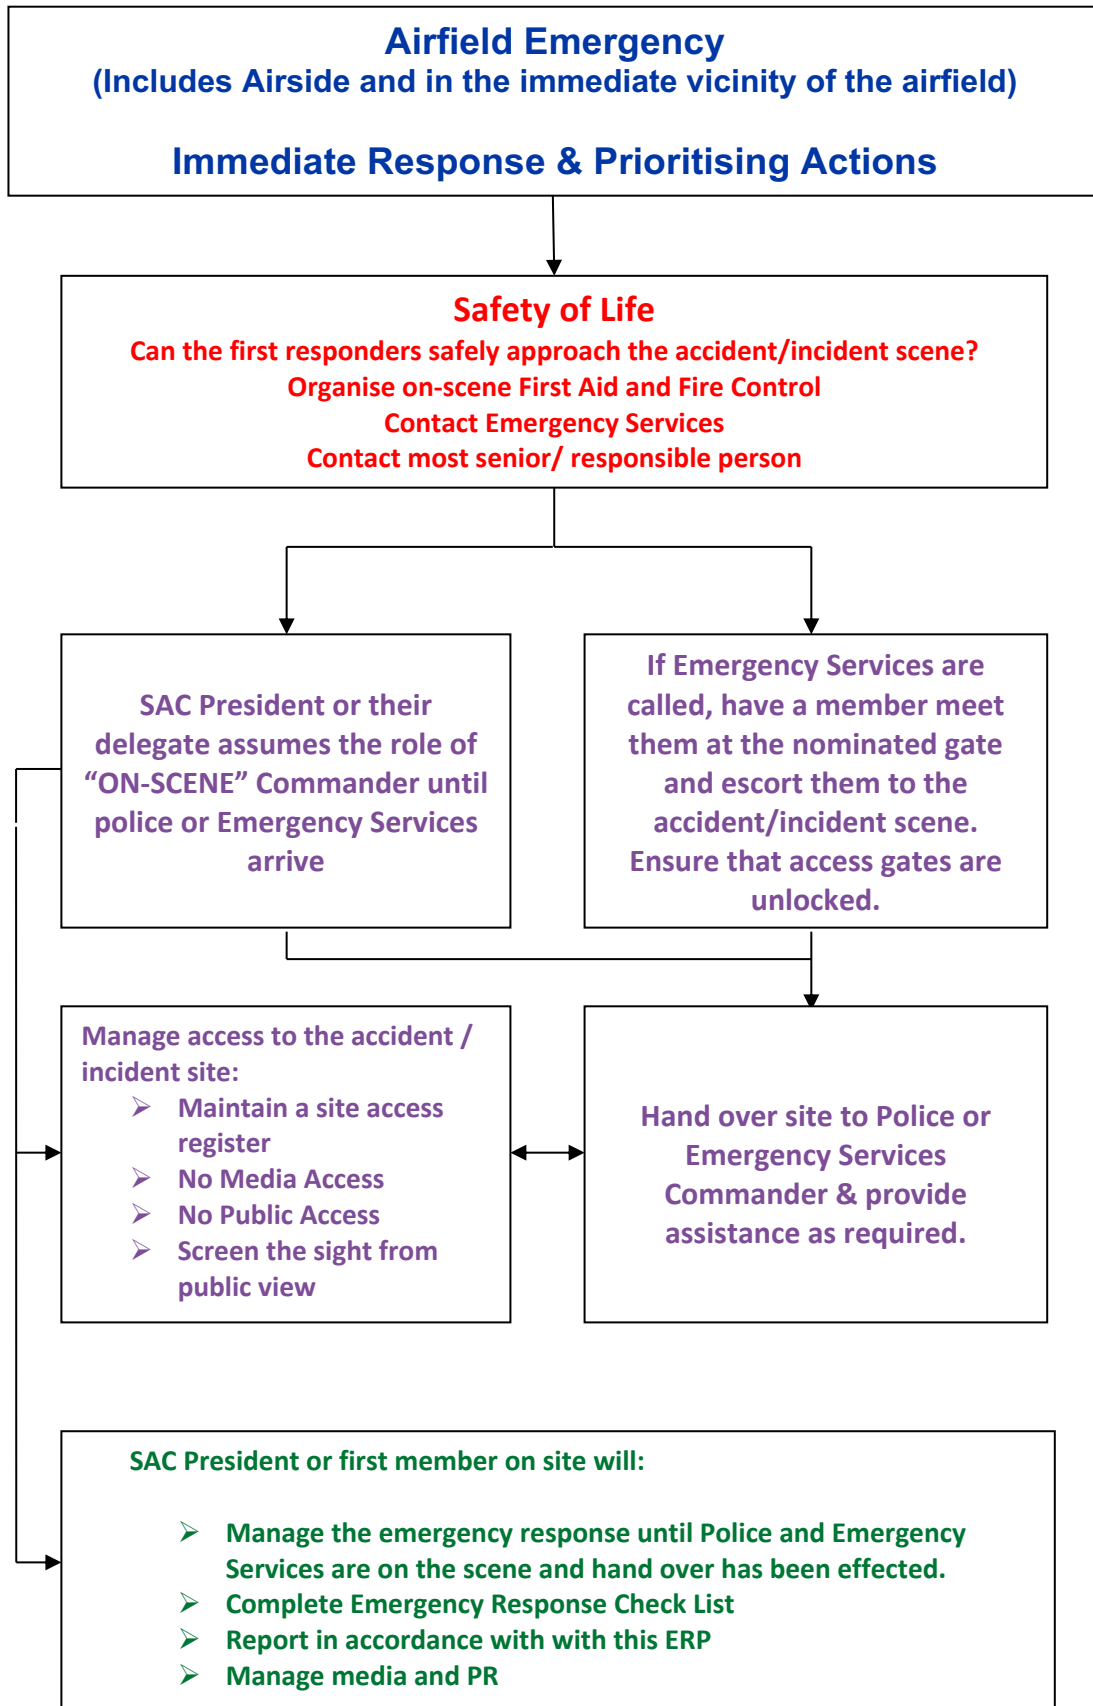 Airfield Emergency
(Includes Airside and in the immediate vicinity of the airfield)
Immediate Response & Prioritising Actions
Safety of Life
Can the first responders safely approach the accident/incident scene?
Organise on-scene First Aid and Fire Control
Contact Emergency Services
Contact most senior/ responsible person
SAC President or their
delegate assumes the role of
“ON-SCENE” Commander until
police or Emergency Services
arrive
If Emergency Services are
called, have a member meet
them at the nominated gate
and escort them to the
accident/incident scene.
Ensure that access gates are
unlocked.
Manage access to the accident /
incident site:
➢ Maintain a site access
register
➢ No Media Access
➢ No Public Access
➢ Screen the sight from
public view
Hand over site to Police or
Emergency Services
Commander & provide
assistance as required.
SAC President or first member on site will:
➢ Manage the emergency response until Police and Emergency
Services are on the scene and hand over has been effected.
➢ Complete Emergency Response Check List
➢ Report in accordance with with this ERP
➢ Manage media and PR